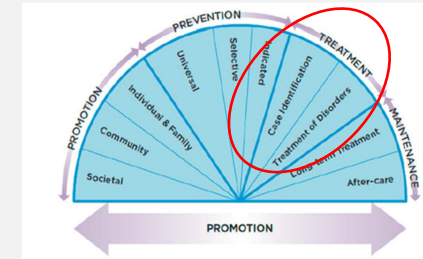 PROMOTION
PREVENTION
TREATMENT
MAINTENANCE
Societal
Community
Individual & Family
Universal
Selective
Indicated
Case Identification
Treatment of Disorders
Long-term Treatment
After-care
PROMOTION